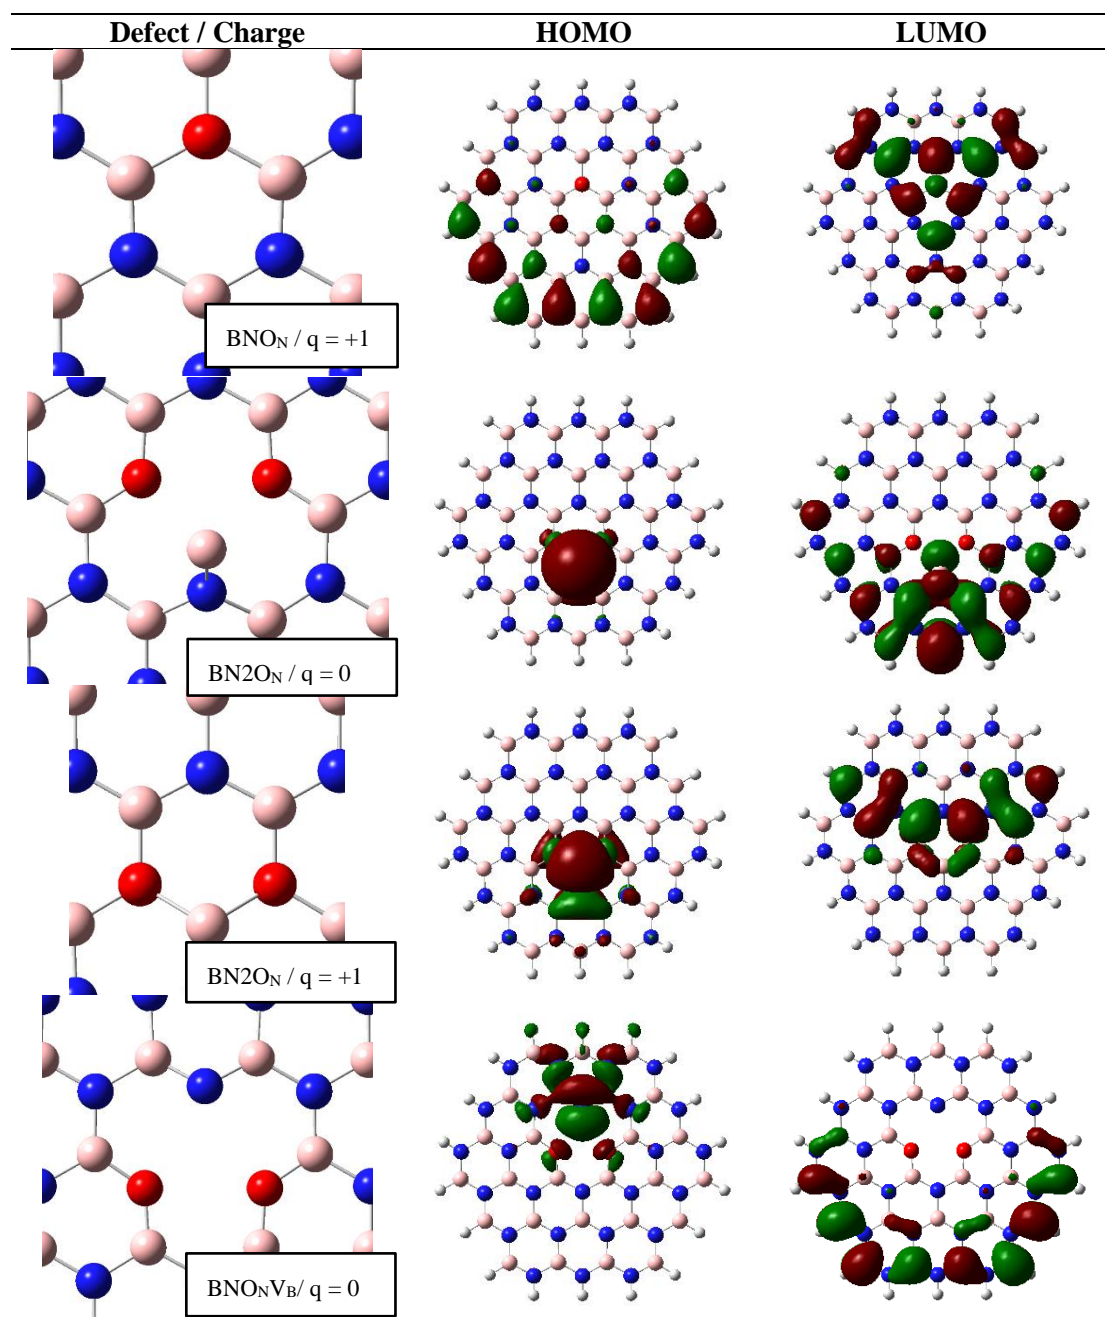 Defect / Charge HOMO LUMO
BNON / q = +1
BN2ON / q = 0
BN2ON / q = +1
BNONVB/ q = 0